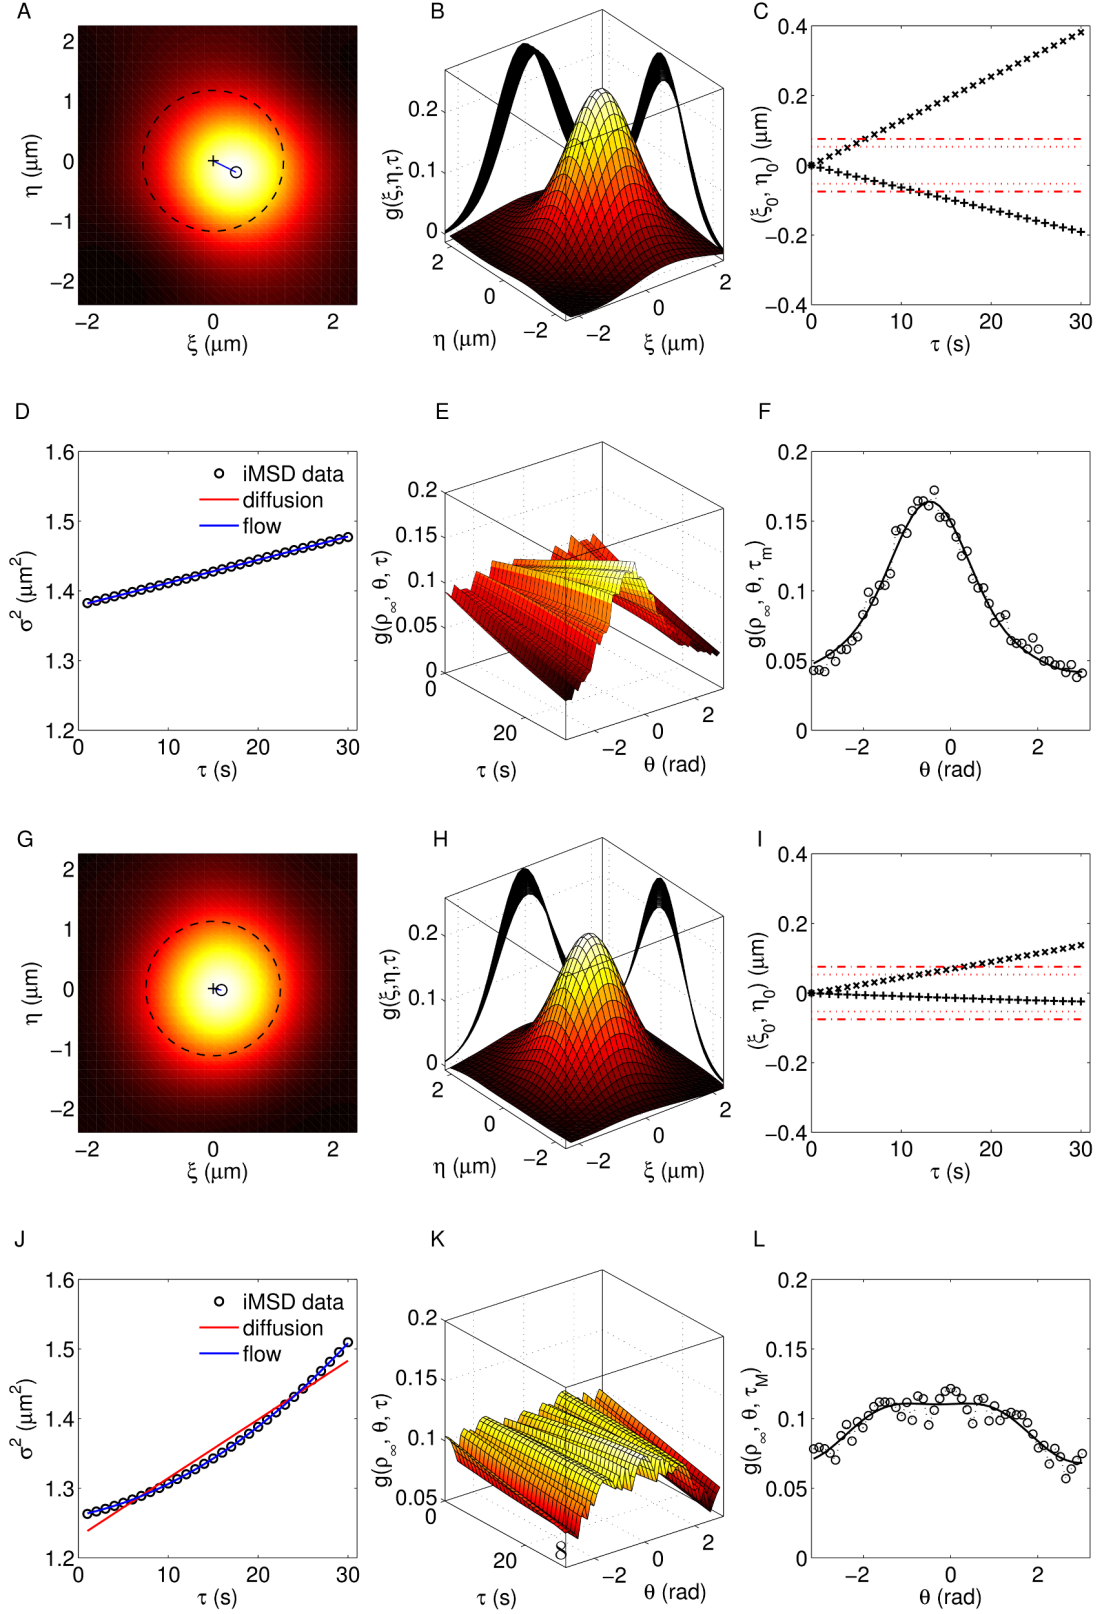 A
2
1
0
−1
−2
η (μm)
−2
0
2
ξ (μm)
B
0.2
0.1
0
g(ξ,η,τ)
2
0
−2
η (μm)
−2
0
2
ξ (μm)
C
0.4
0.2
0
−0.2
−0.4
(ξ₀, η₀) (μm)
0
10
20
30
τ (s)
D
1.6
1.5
1.4
1.3
1.2
σ² (μm²)
iMSD data
diffusion
flow
0
10
20
30
τ (s)
E
0.2
0.15
0.1
0.05
0
g(ρ∞, θ, τ)
0
20
τ (s)
−2
0
2
θ (rad)
F
0.2
0.15
0.1
0.05
0
g(ρ∞, θ, τm)
−2
0
2
θ (rad)
G
2
1
0
−1
−2
η (μm)
−2
0
2
ξ (μm)
H
0.2
0.1
0
g(ξ,η,τ)
2
0
−2
η (μm)
−2
0
2
ξ (μm)
I
0.4
0.2
0
−0.2
−0.4
(ξ₀, η₀) (μm)
0
10
20
30
τ (s)
J
1.6
1.5
1.4
1.3
1.2
σ² (μm²)
iMSD data
diffusion
flow
0
10
20
30
τ (s)
K
0.2
0.15
0.1
0.05
g(ρ∞, θ, τ)
0
20
∞
τ (s)
−2
0
2
θ (rad)
L
0.2
0.15
0.1
0.05
0
g(ρ∞, θ, τM)
−2
0
2
θ (rad)